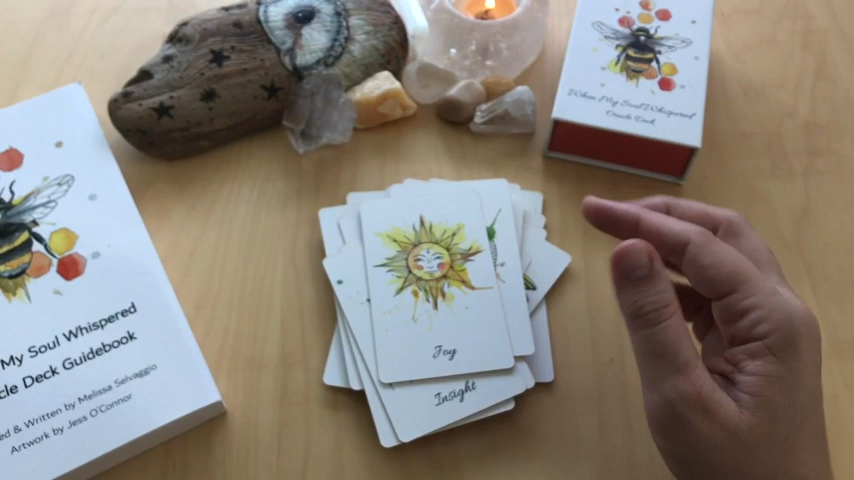 When My Soul Whispered
Oracle Deck
My Soul Whispered
cle Deck Guidebook
ed & Written by Melissa Selvaggio
Artwork by Jess O'Connor
Joy
Insight